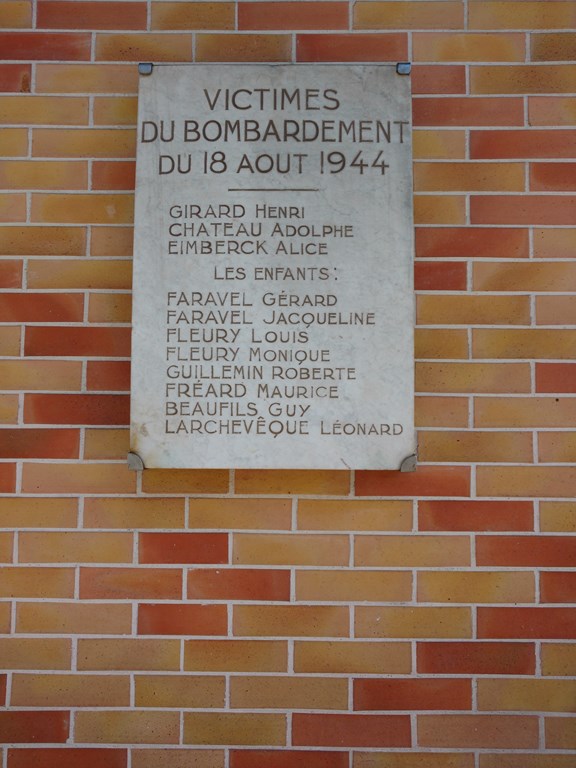 VICTIMES
DU BOMBARDEMENT
DU 18 AOUT 1944
GIRARD HENRI
CHATEAU ADOLPHE
EIMBERCK ALICE
LES ENFANTS:
FARAVEL GÉRARD
FARAVEL JACQUELINE
FLEURY LOUIS
FLEURY MONIQUE
GUILLEMIN ROBERTE
FRÉARD MAURICE
BEAUFILS GUY
LARCHEVÊQUE LÉONARD